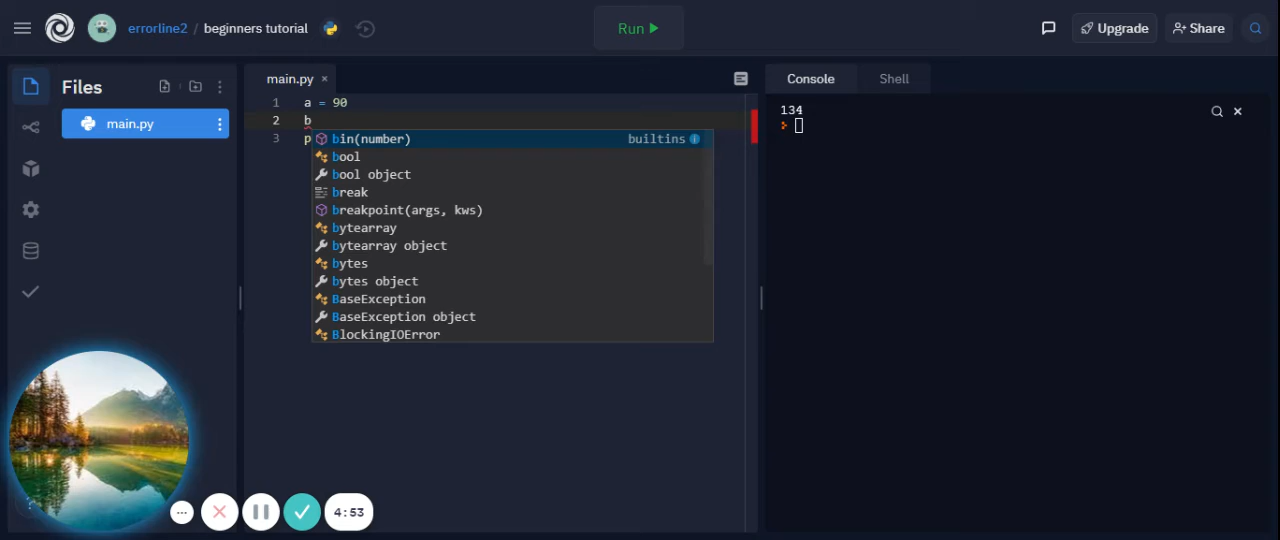 errorline2 / beginners tutorial
Run
Upgrade
Share
Files
main.py
main.py ×
1 a = 90
2 b
3 p
bin(number) builtins
bool
bool object
break
breakpoint(args, kws)
bytearray
bytearray object
bytes
bytes object
BaseException
BaseException object
BlockingIOError
Console
Shell
134
4:53